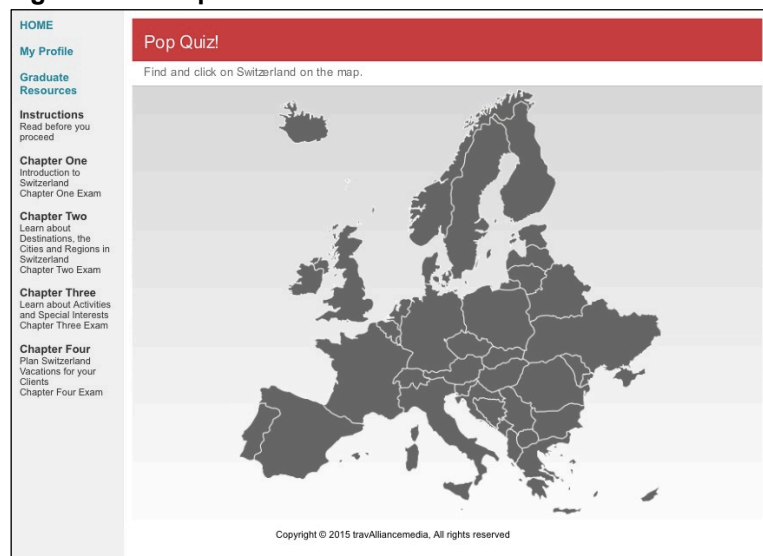 HOME
My Profile
Graduate
Resources
Instructions
Read before you
proceed
Chapter One
Introduction to
Switzerland
Chapter One Exam
Chapter Two
Learn about
Destinations, the
Cities and Regions in
Switzerland
Chapter Two Exam
Chapter Three
Learn about Activities
and Special Interests
Chapter Three Exam
Chapter Four
Plan Switzerland
Vacations for your
Clients
Chapter Four Exam
Pop Quiz!
Find and click on Switzerland on the map.
Copyright © 2015 travAlliancemedia, All rights reserved